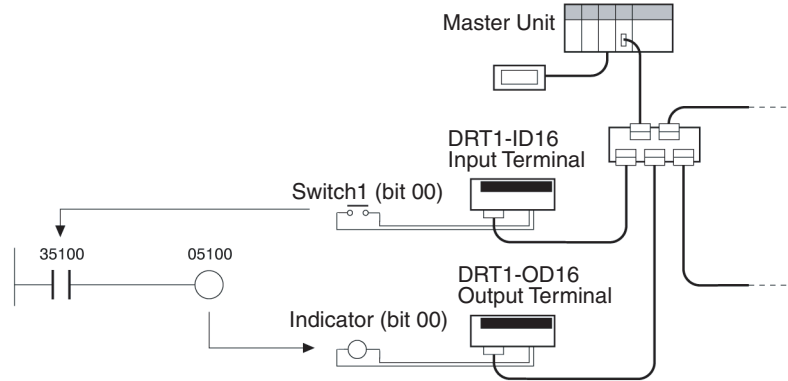 Master Unit
DRT1-ID16
Input Terminal
Switch1 (bit 00)
35100
05100
DRT1-OD16
Output Terminal
Indicator (bit 00)